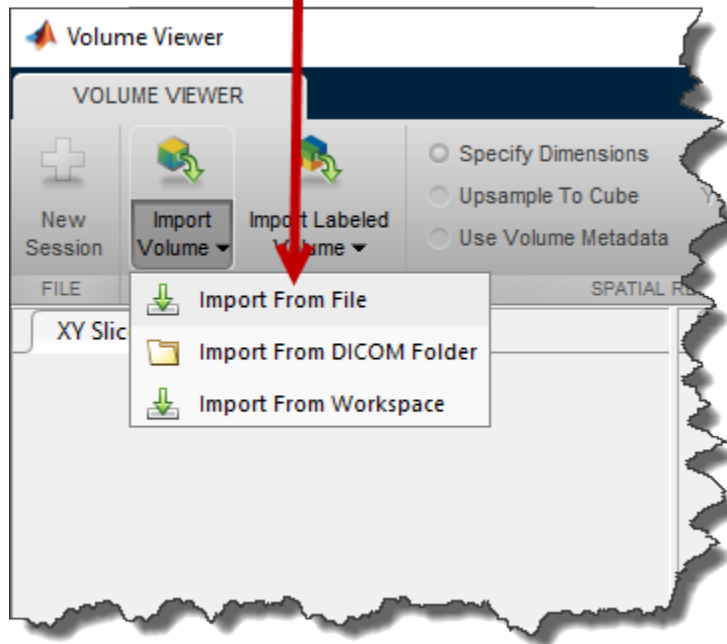 Volume Viewer
VOLUME VIEWER
New
Session
Import
Volume
Import Labeled
Volume
Specify Dimensions
Upsample To Cube
Use Volume Metadata
FILE
SPATIAL
XY Slic
Import From File
Import From DICOM Folder
Import From Workspace